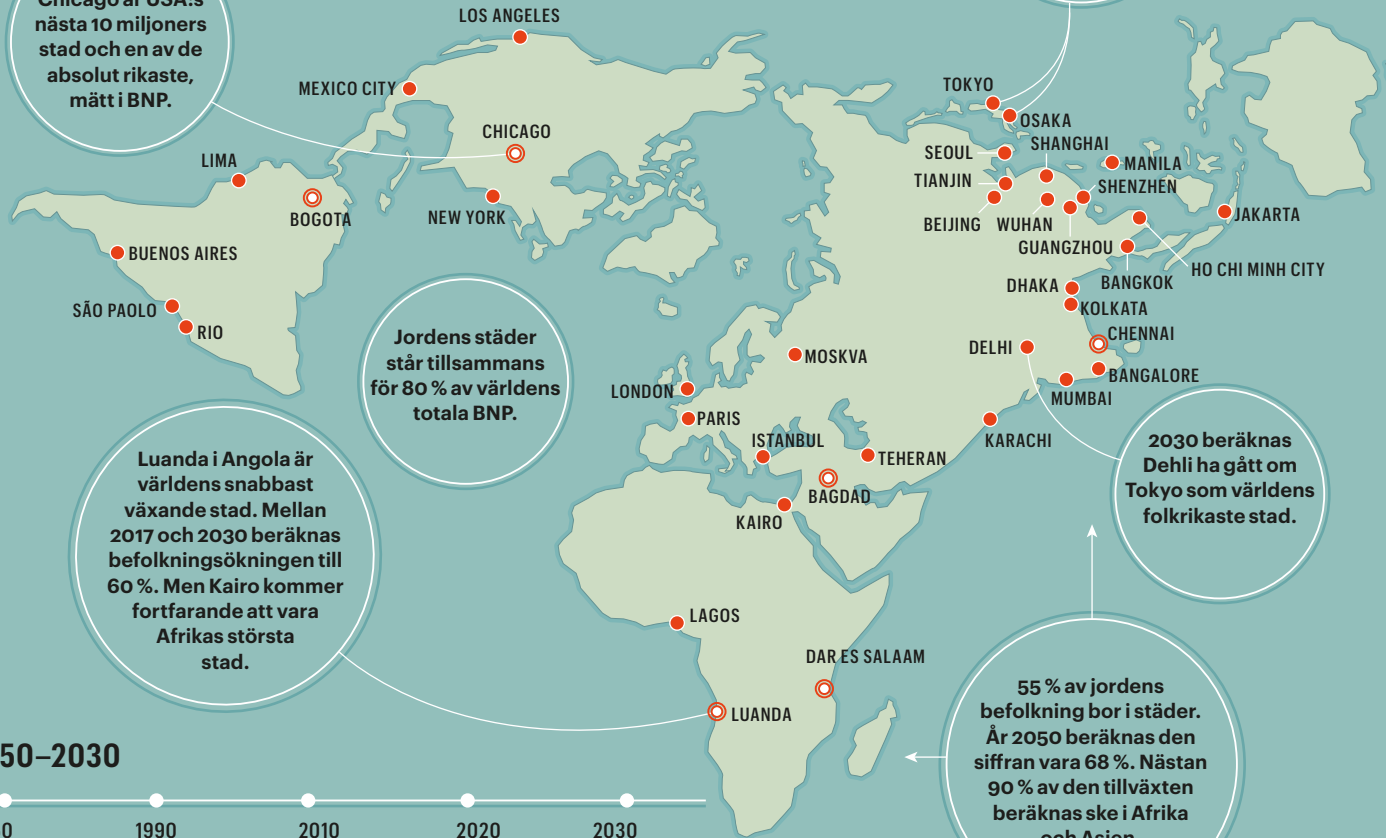 Chicago är USA:s
nästa 10 miljoners
stad och en av de
absolut rikaste,
mätt i BNP.
LOS ANGELES
MEXICO CITY
CHICAGO
LIMA
BOGOTA
NEW YORK
BUENOS AIRES
SÃO PAOLO
RIO
TOKYO
OSAKA
SEOUL
SHANGHAI
MANILA
TIANJIN
SHENZHEN
BEIJING
WUHAN
JAKARTA
GUANGZHOU
HO CHI MINH CITY
BANGKOK
DHAKA
KOLKATA
CHENNAI
DELHI
BANGALORE
MUMBAI
KARACHI
MOSKVA
LONDON
PARIS
ISTANBUL
TEHERAN
BAGDAD
KAIRO
LAGOS
DAR ES SALAAM
LUANDA
Jordens städer
står tillsammans
för 80 % av världens
totala BNP.
Luanda i Angola är
världens snabbast
växande stad. Mellan
2017 och 2030 beräknas
befolkningsökningen till
60 %. Men Kairo kommer
fortfarande att vara
Afrikas största
stad.
2030 beräknas
Dehli ha gått om
Tokyo som världens
folkrikaste stad.
55 % av jordens
befolkning bor i städer.
År 2050 beräknas den
siffran vara 68 %. Nästan
90 % av den tillväxten
beräknas ske i Afrika
och Asien.
50–2030
0 1990 2010 2020 2030